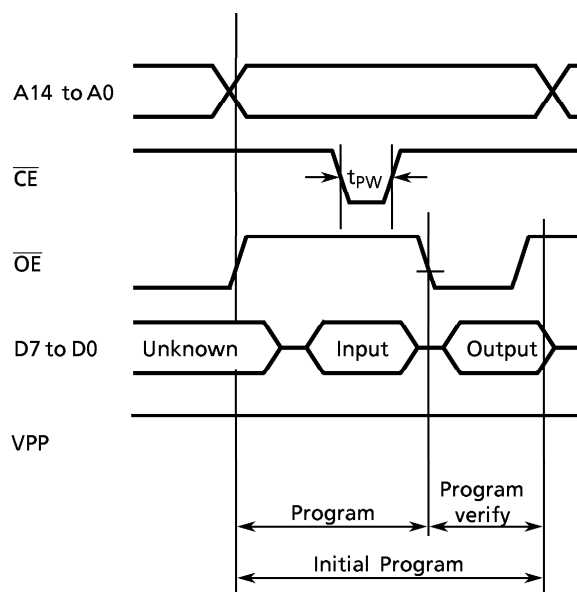 A14 to A0
CE
tPW
OE
D7 to D0
Unknown
Input
Output
VPP
Program
Program
verify
Initial Program